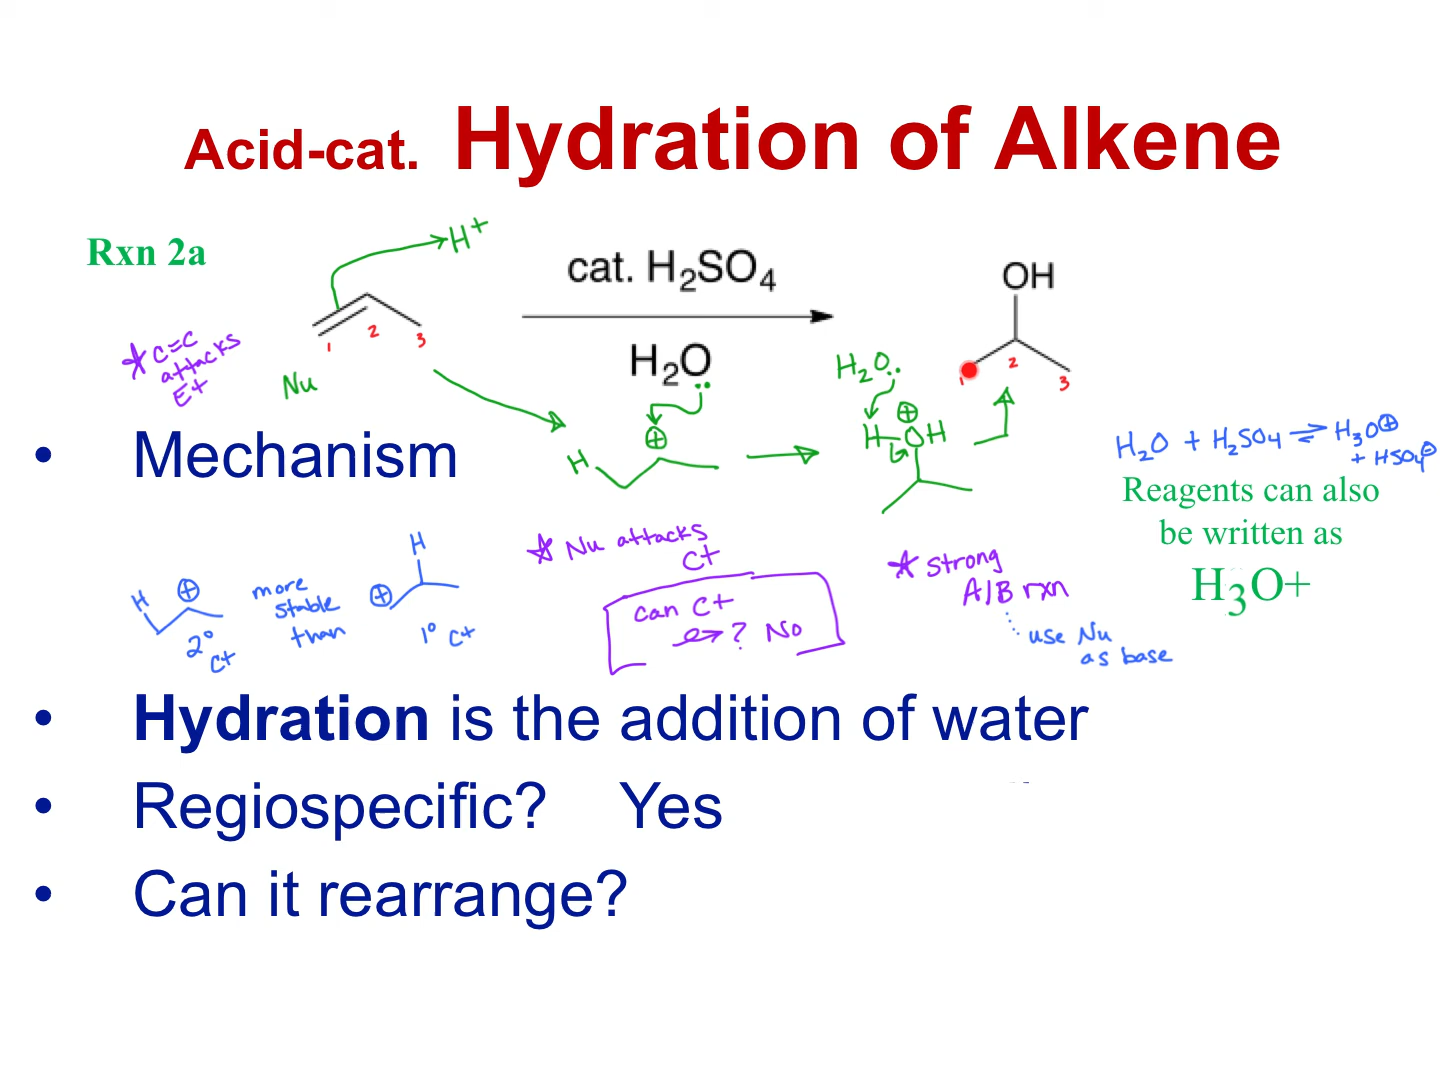 Acid-cat. Hydration of Alkene
Rxn 2a
H+
cat. H2SO4
H2O
OH
1 2 3
Nu
★ C=C
attacks
Et
H
⊕
H2O
⊕
H-OH
1 2 3
• Mechanism
H2O + H2SO4 ⇌ H3O⊕
+ HSO4⊖
Reagents can also
be written as
H3O+
H ⊕
2° C+
more
stable
than
H
⊕
1° C+
★ Nu attacks
C+
can C+
? No
★ strong
A/B rxn
use Nu
as base
• Hydration is the addition of water
• Regiospecific? Yes
• Can it rearrange?